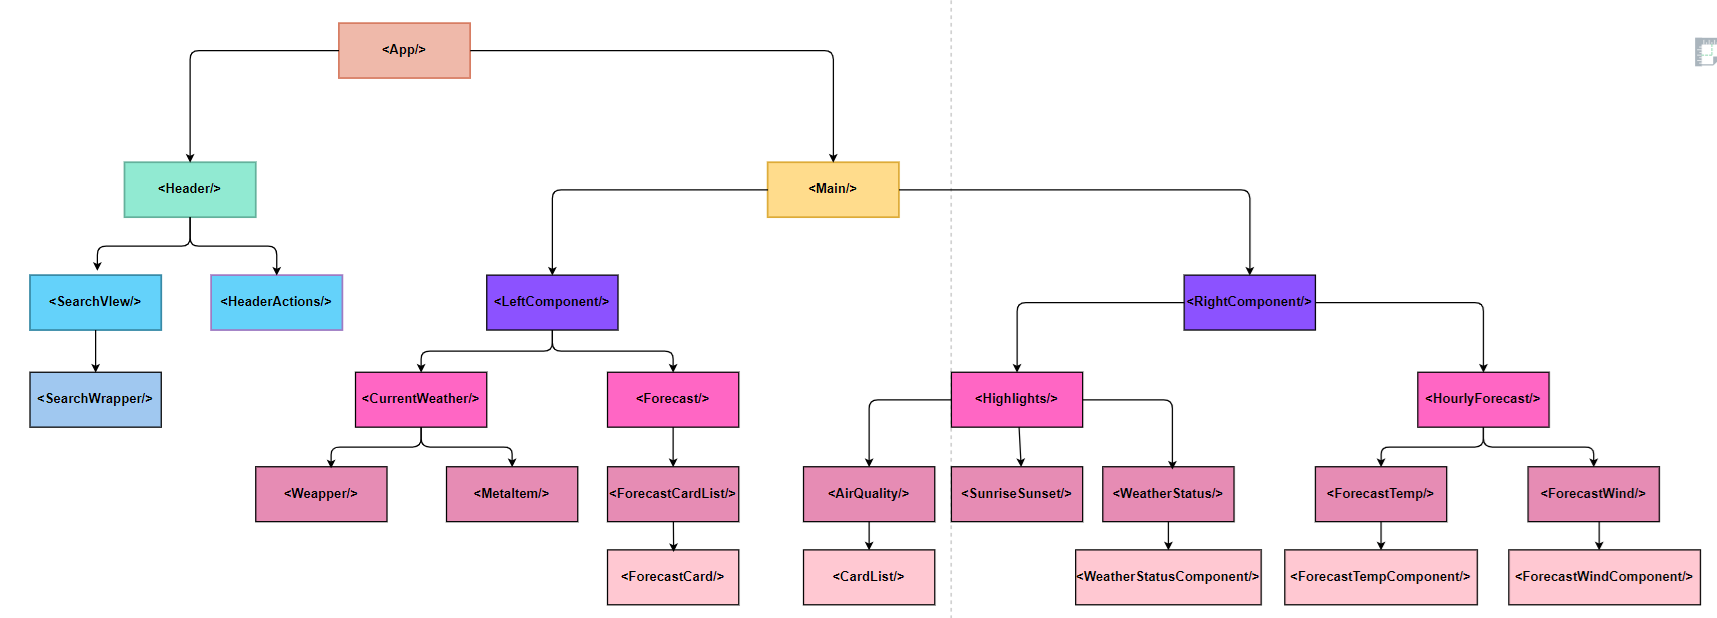 <App/>
<Header/>
<Main/>
<SearchVIew/>
<HeaderActions/>
<LeftComponent/>
<RightComponent/>
<SearchWrapper/>
<CurrentWeather/>
<Forecast/>
<Highlights/>
<HourlyForecast/>
<Weapper/>
<MetaItem/>
<ForecastCardList/>
<AirQuality/>
<SunriseSunset/>
<WeatherStatus/>
<ForecastTemp/>
<ForecastWind/>
<ForecastCard/>
<CardList/>
<WeatherStatusComponent/>
<ForecastTempComponent/>
<ForecastWindComponent/>